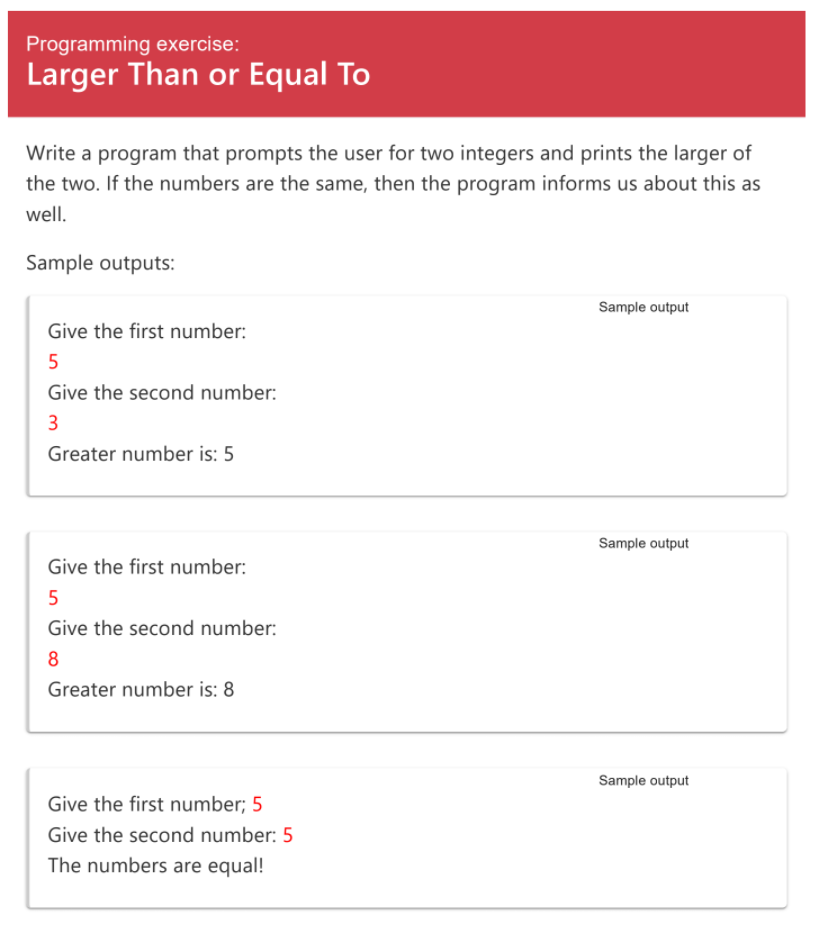 Programming exercise:
Larger Than or Equal To
Write a program that prompts the user for two integers and prints the larger of
the two. If the numbers are the same, then the program informs us about this as
well.
Sample outputs:
Sample output
Give the first number:
5
Give the second number:
3
Greater number is: 5
Sample output
Give the first number:
5
Give the second number:
8
Greater number is: 8
Sample output
Give the first number; 5
Give the second number: 5
The numbers are equal!